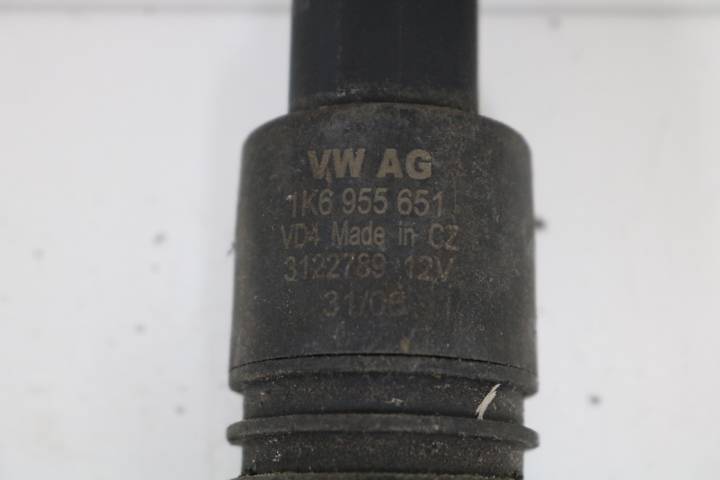 VW AG
1K6 955 651
VD4 Made in CZ
3122789 12V
31/08